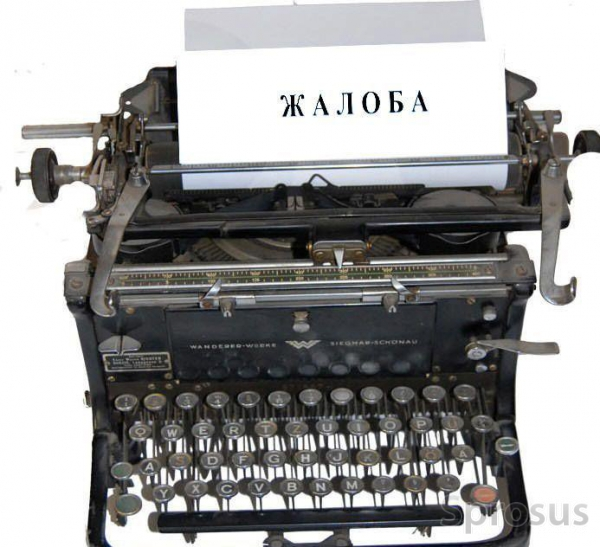 ЖАЛОБА
WANDERER-WERKE W SIEGMAR-SCHÖNAU
Q W E R T Z U I O P
A S D F G H J K L Ö
Y X C V B N M
Sprosus